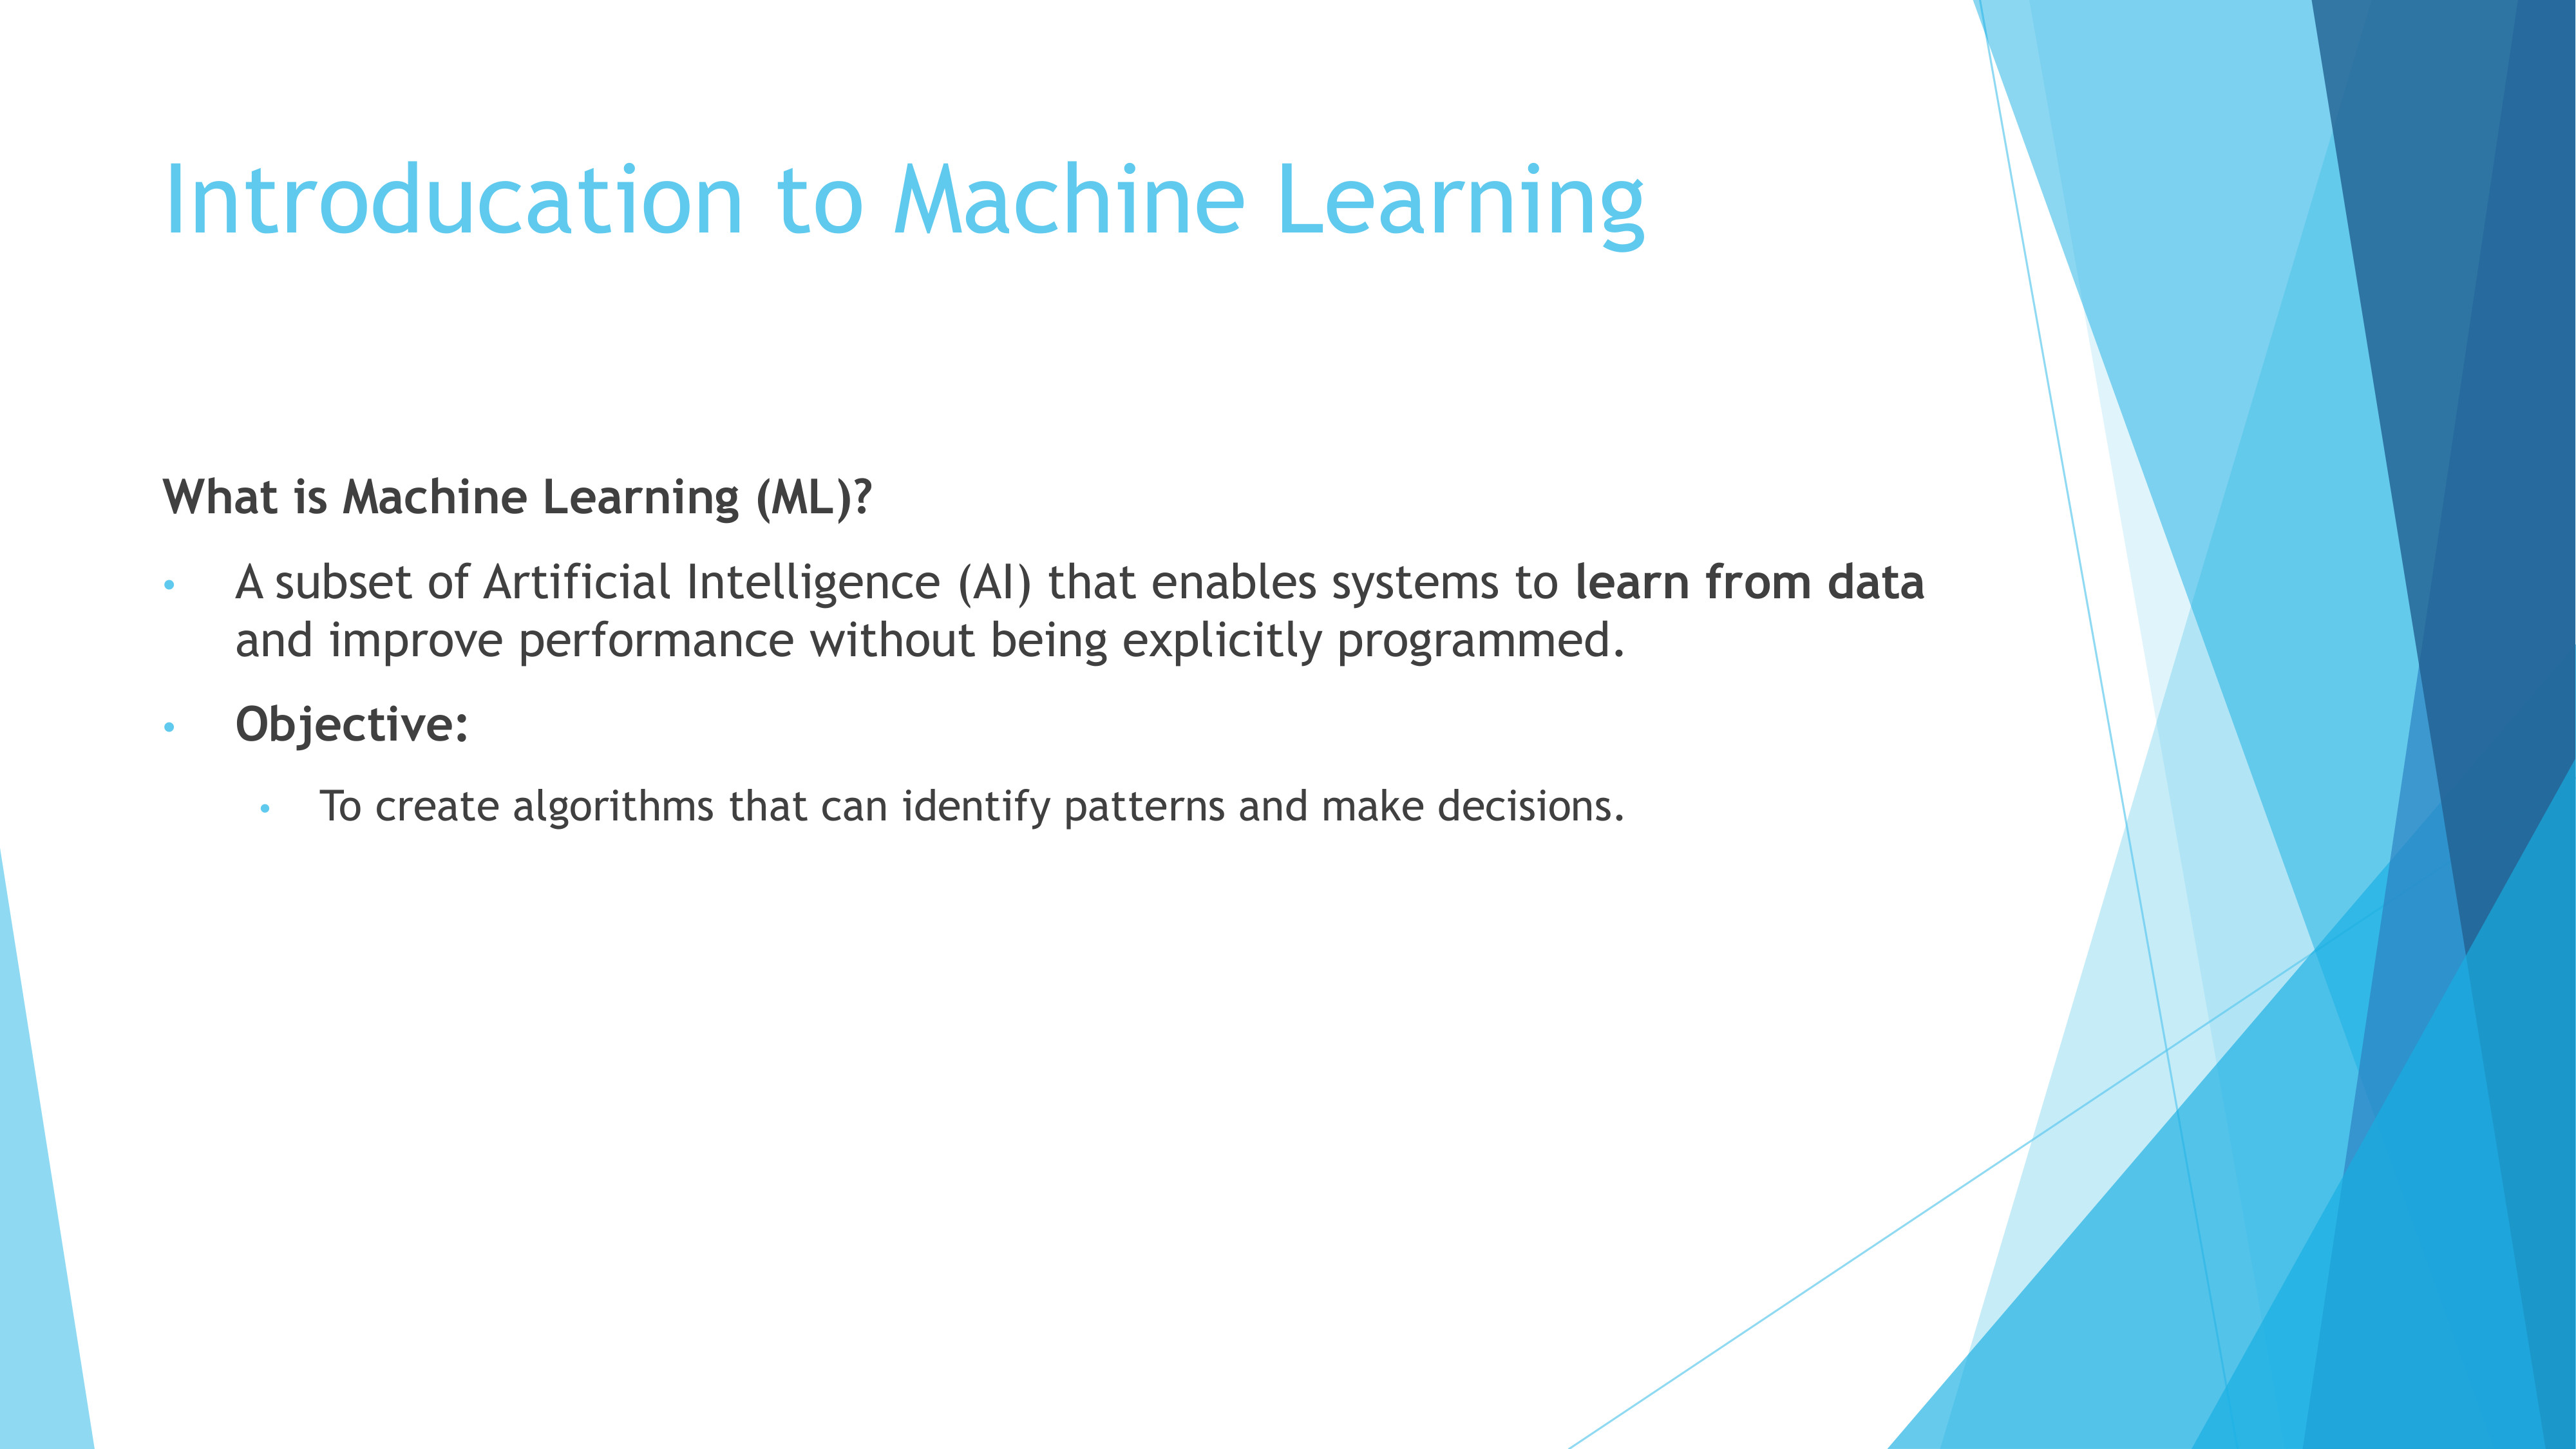 Introducation to Machine Learning
What is Machine Learning (ML)?
• A subset of Artificial Intelligence (AI) that enables systems to learn from data
and improve performance without being explicitly programmed.
• Objective:
• To create algorithms that can identify patterns and make decisions.